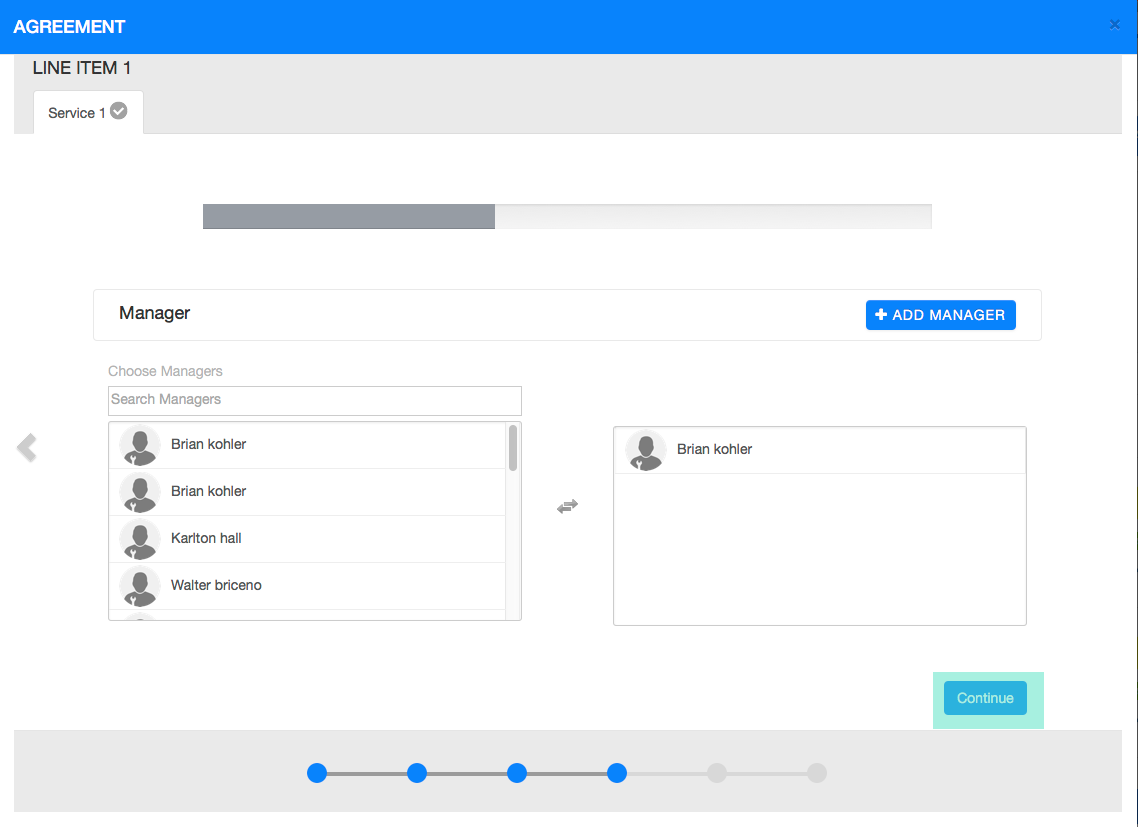 AGREEMENT
×
LINE ITEM 1
Service 1
Manager
ADD MANAGER
Choose Managers
Search Managers
Brian kohler
Brian kohler
Karlton hall
Walter briceno
Brian kohler
Continue